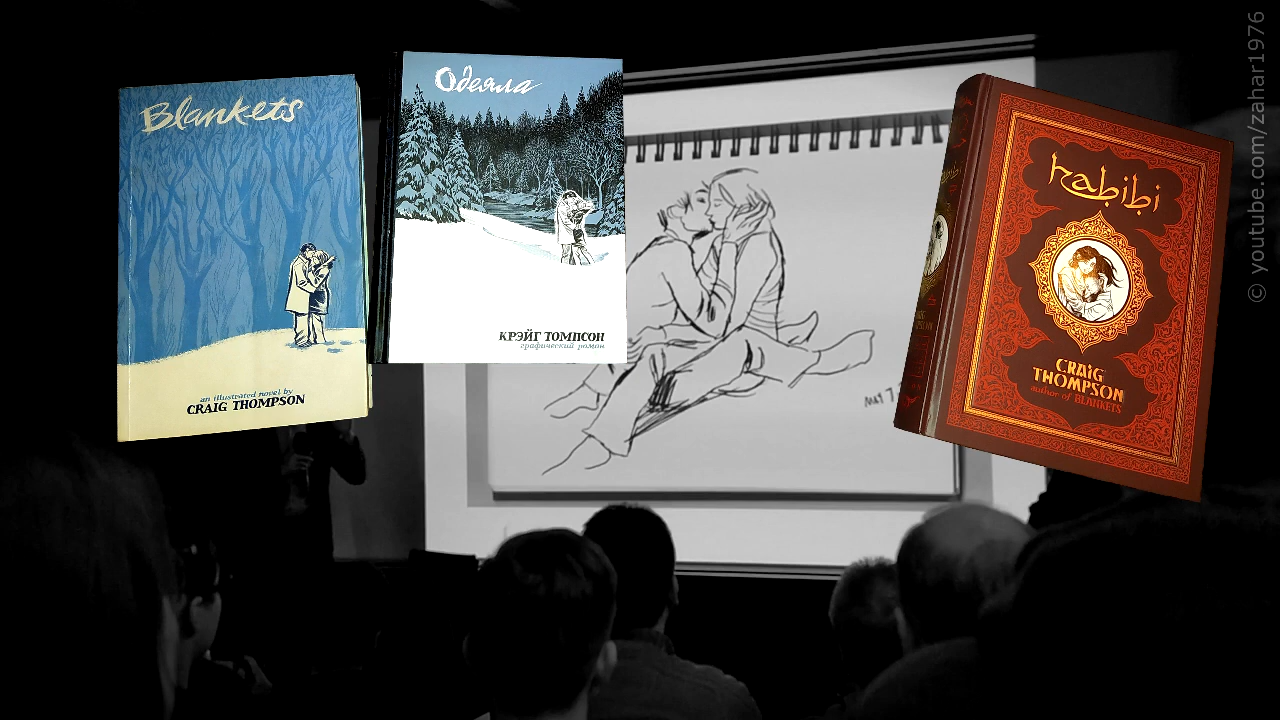 Blankets
an illustrated novel by
CRAIG THOMPSON
Одеяла
КРЭЙГ ТОМПСОН
графический роман
habibi
CRAIG
THOMPSON
author of BLANKETS
© youtube.com/zahar1976